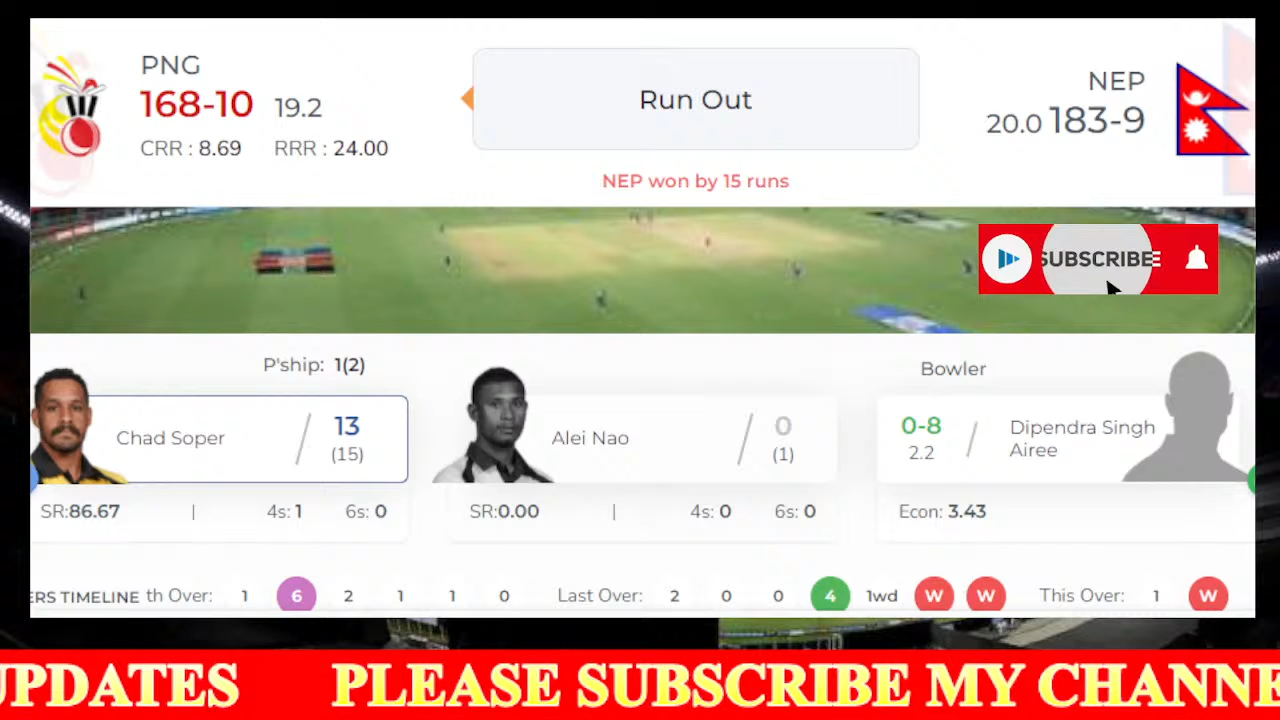 PNG
168-10 19.2
CRR : 8.69 RRR : 24.00
Run Out
NEP won by 15 runs
NEP
20.0 183-9
SUBSCRIBE
P'ship: 1(2)
Chad Soper
13
(15)
SR:86.67 | 4s: 1 6s: 0
Alei Nao
0
(1)
SR:0.00 | 4s: 0 6s: 0
Bowler
0-8
2.2
Dipendra Singh
Airee
Econ: 3.43
ERS TIMELINE th Over: 1 6 2 1 1 0 Last Over: 2 0 0 4 1wd W W This Over: 1 W
UPDATES PLEASE SUBSCRIBE MY CHANNE